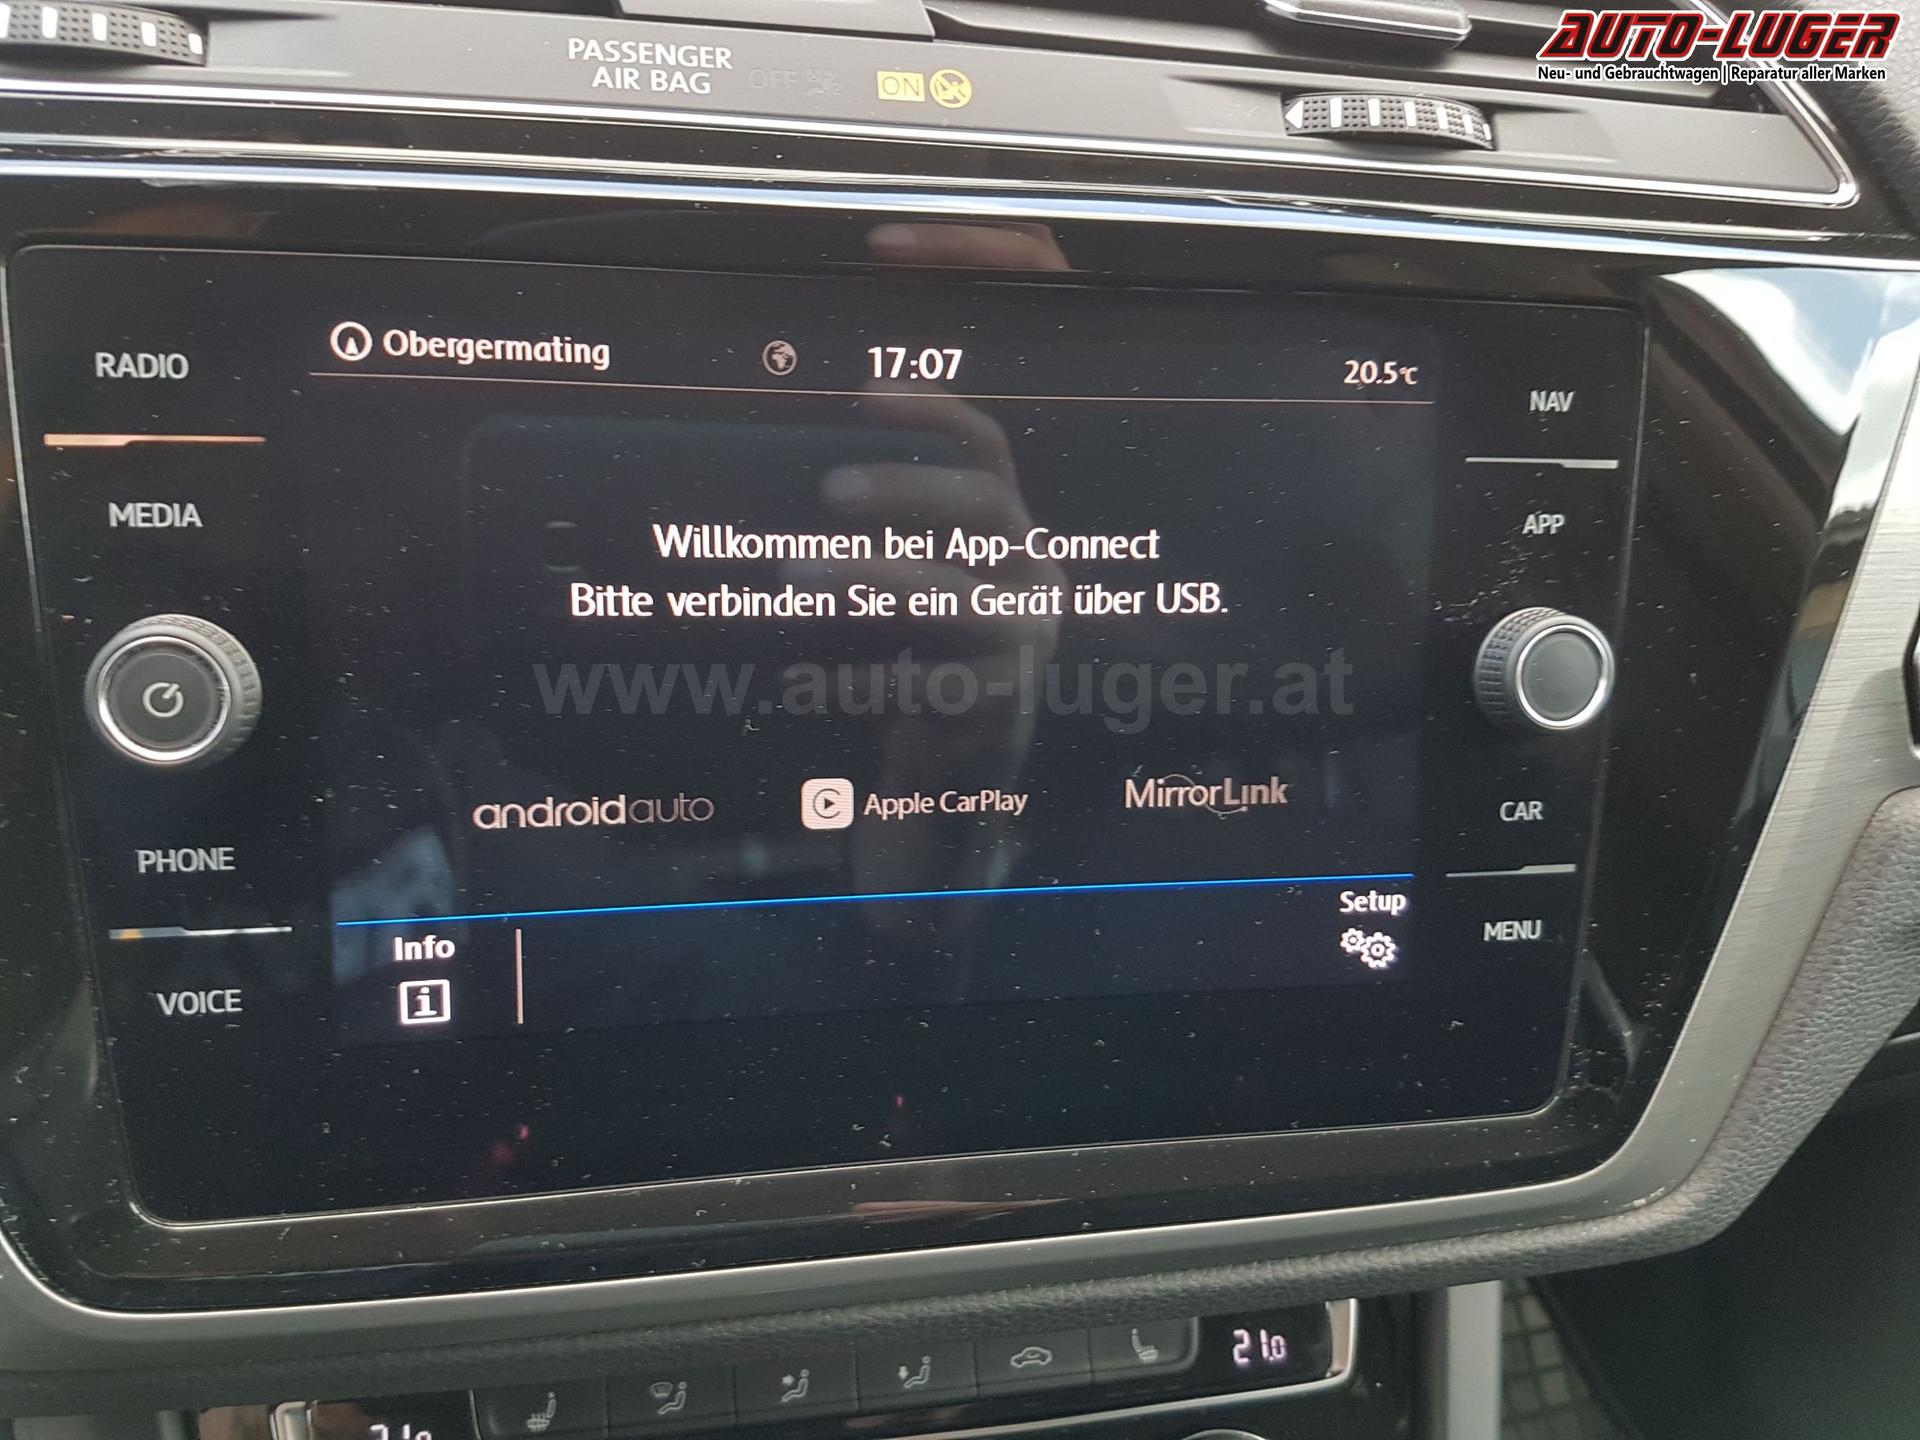 AUTO-LUGER
Neu- und Gebrauchtwagen | Reparatur aller Marken
PASSENGER
AIR BAG
OFF
ON
RADIO
MEDIA
PHONE
VOICE
Obergermating
17:07
20.5°C
Willkommen bei App-Connect
Bitte verbinden Sie ein Gerät über USB.
www.auto-luger.at
androidauto
Apple CarPlay
MirrorLink
Info
Setup
NAV
APP
CAR
MENU
21.0
21.0